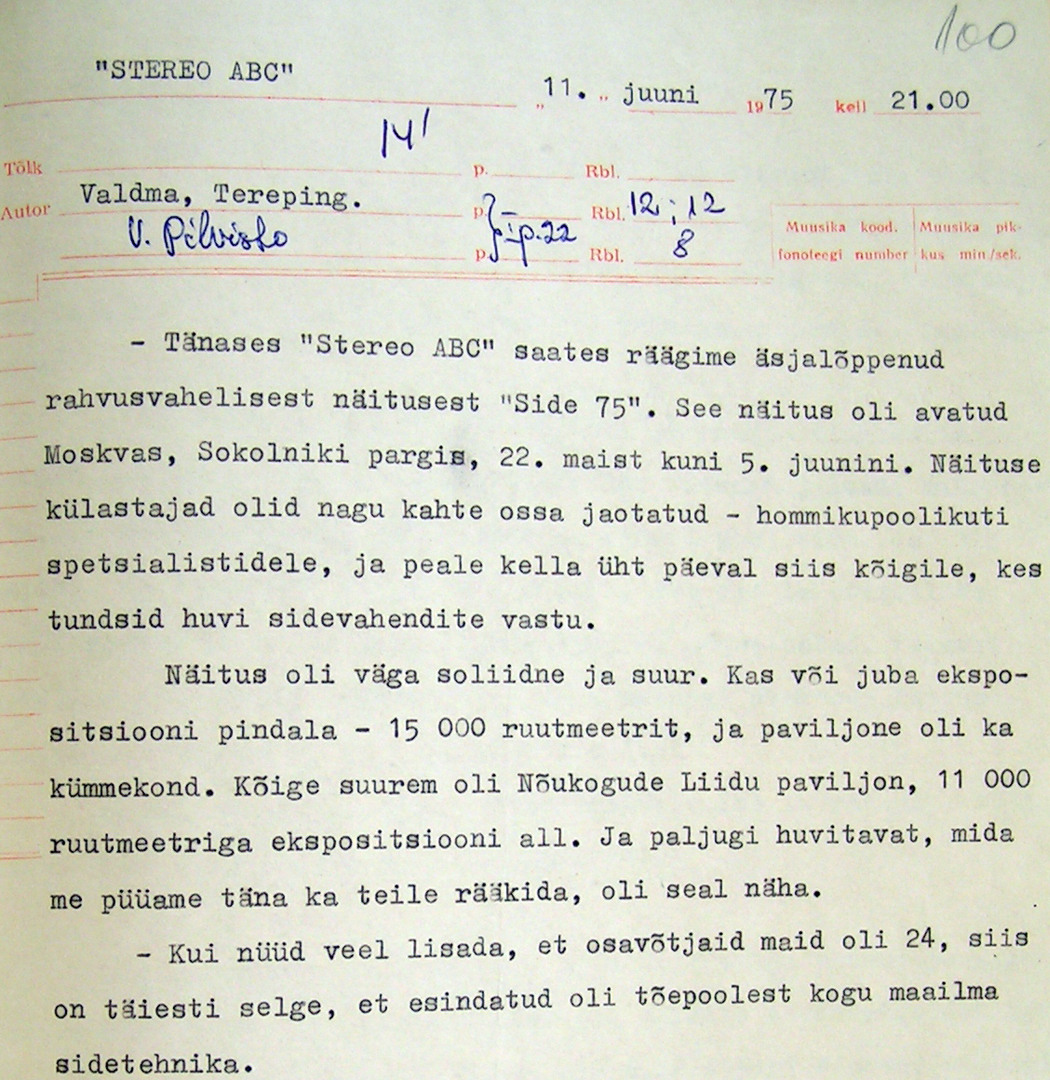 100
"STEREO ABC"
„11. „ juuni 1975 kell 21.00
14'
Tõlk p. Rbl.
Autor Valdma, Tereping. p. Rbl. 12; 12
V. Pilvisto p. Rbl. 8
ip.22
Muusika kood. Muusika pik-
fonoteegi number kus min./sek.
- Tänases "Stereo ABC" saates räägime äsjalõppenud
rahvusvahelisest näitusest "Side 75". See näitus oli avatud
Moskvas, Sokolniki pargis, 22. maist kuni 5. juunini. Näituse
külastajad olid nagu kahte ossa jaotatud - hommikupoolikuti
spetsialistidele, ja peale kella üht päeval siis kõigile, kes
tundsid huvi sidevahendite vastu.
Näitus oli väga soliidne ja suur. Kas või juba ekspo-
sitsiooni pindala - 15 000 ruutmeetrit, ja paviljone oli ka
kümmekond. Kõige suurem oli Nõukogude Liidu paviljon, 11 000
ruutmeetriga ekspositsiooni all. Ja paljugi huvitavat, mida
me püüame täna ka teile rääkida, oli seal näha.
- Kui nüüd veel lisada, et osavõtjaid maid oli 24, siis
on täiesti selge, et esindatud oli tõepoolest kogu maailma
sidetehnika.